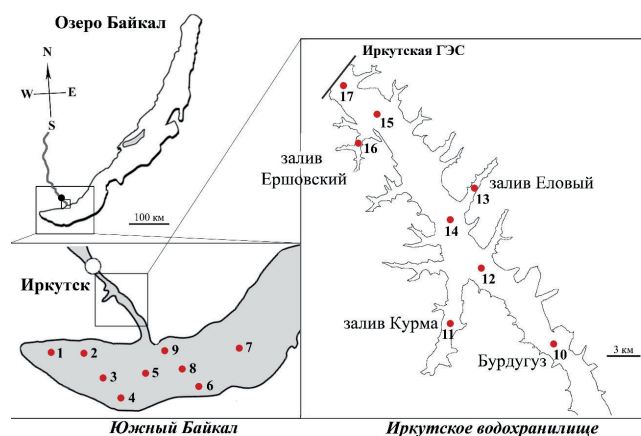 Озеро Байкал
N
W E
S
100 км
Иркутск
1 2 3 4 5 6 7 8 9
Южный Байкал
Иркутская ГЭС
17
15
16
залив
Ершовский
залив Еловый
13
14
12
залив Курма
11
Бурдугуз
10
3 км
Иркутское водохранилище